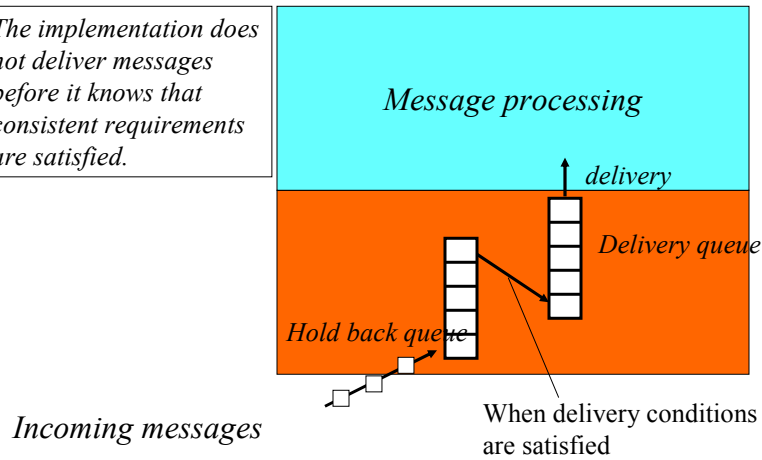 The implementation does
not deliver messages
before it knows that
consistent requirements
are satisfied.
Message processing
delivery
Delivery queue
Hold back queue
Incoming messages
When delivery conditions
are satisfied